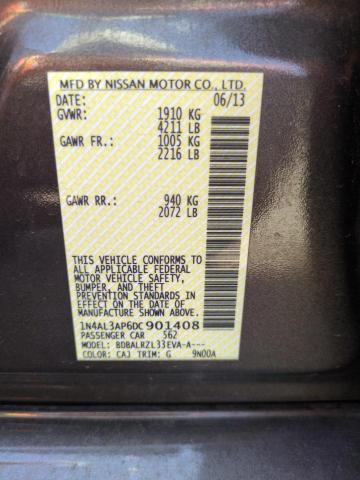 MFD BY NISSAN MOTOR CO., LTD.
DATE: 06/13
GVWR: 1910 KG
4211 LB
GAWR FR.: 1005 KG
2216 LB
GAWR RR.: 940 KG
2072 LB
THIS VEHICLE CONFORMS TO
ALL APPLICABLE FEDERAL
MOTOR VEHICLE SAFETY,
BUMPER, AND THEFT
PREVENTION STANDARDS
IN EFFECT ON THE DATE OF
MANUFACTURE SHOWN ABOVE.
1N4AL3AP6DC901408
PASSENGER CAR 562
MODEL: BDBALRZL33EVA-A---
COLOR: CAJ TRIM: G 9N00A